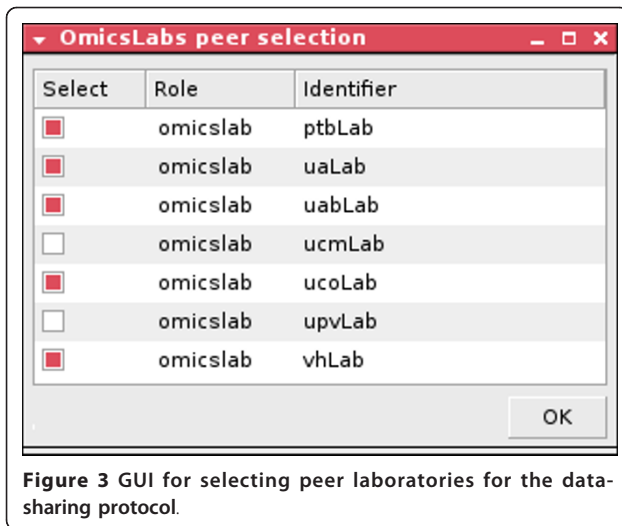 OmicsLabs peer selection
Select Role Identifier
omicslab ptbLab
omicslab uaLab
omicslab uabLab
omicslab ucmLab
omicslab ucoLab
omicslab upvLab
omicslab vhLab
OK
Figure 3 GUI for selecting peer laboratories for the data-
sharing protocol.